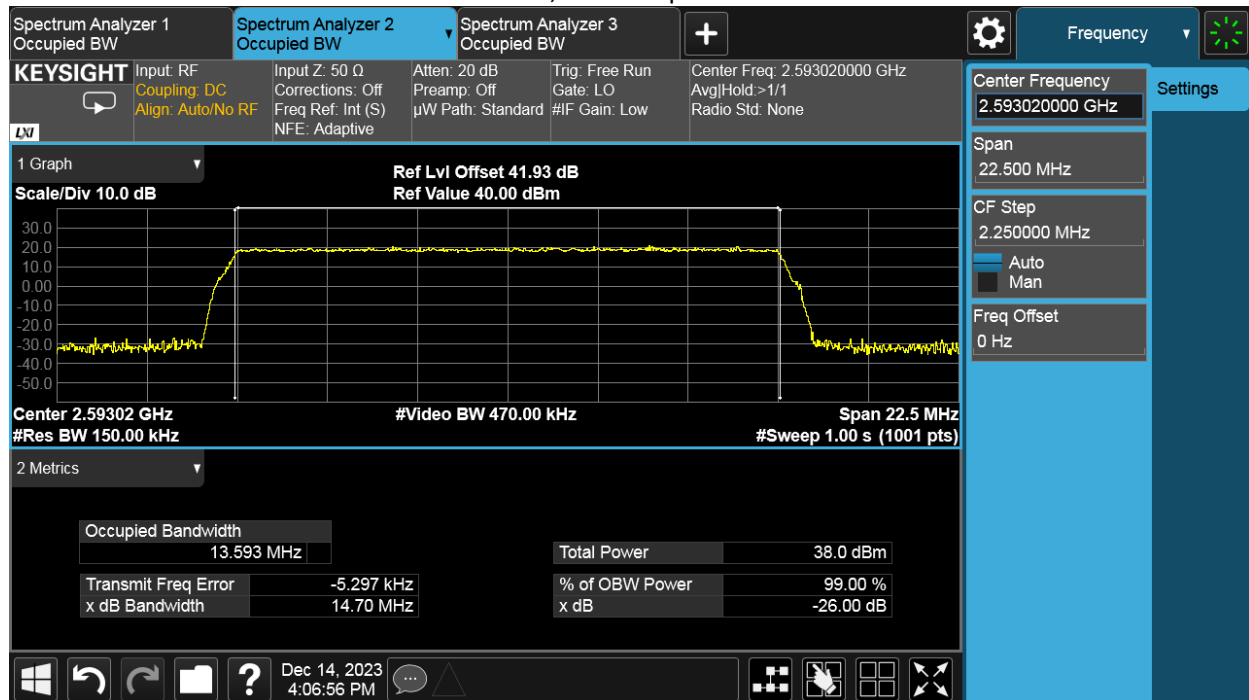 Spectrum Analyzer 1
Occupied BW
Spectrum Analyzer 2
Occupied BW
Spectrum Analyzer 3
Occupied BW
Frequency
KEYSIGHT
LXI
Input: RF
Coupling: DC
Align: Auto/No RF
Input Z: 50 Ω
Corrections: Off
Freq Ref: Int (S)
NFE: Adaptive
Atten: 20 dB
Preamp: Off
µW Path: Standard
Trig: Free Run
Gate: LO
#IF Gain: Low
Center Freq: 2.593020000 GHz
Avg|Hold:>1/1
Radio Std: None
Center Frequency
2.593020000 GHz
Settings
Span
22.500 MHz
CF Step
2.250000 MHz
Auto
Man
Freq Offset
0 Hz
1 Graph
Scale/Div 10.0 dB
Ref Lvl Offset 41.93 dB
Ref Value 40.00 dBm
30.0
20.0
10.0
0.00
-10.0
-20.0
-30.0
-40.0
-50.0
Center 2.59302 GHz
#Video BW 470.00 kHz
Span 22.5 MHz
#Res BW 150.00 kHz
#Sweep 1.00 s (1001 pts)
2 Metrics
Occupied Bandwidth
13.593 MHz
Total Power 38.0 dBm
Transmit Freq Error -5.297 kHz
% of OBW Power 99.00 %
x dB Bandwidth 14.70 MHz
x dB -26.00 dB
Dec 14, 2023
4:06:56 PM